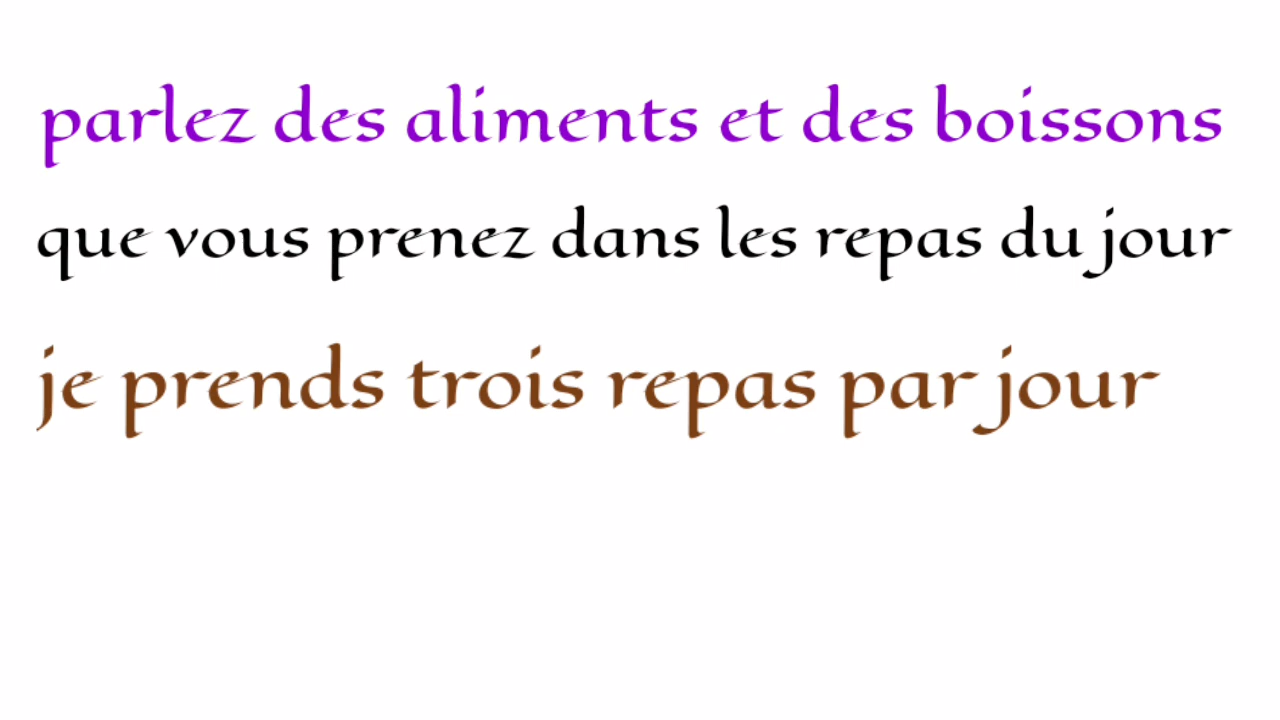 parlez des aliments et des boissons
que vous prenez dans les repas du jour
je prends trois repas par jour